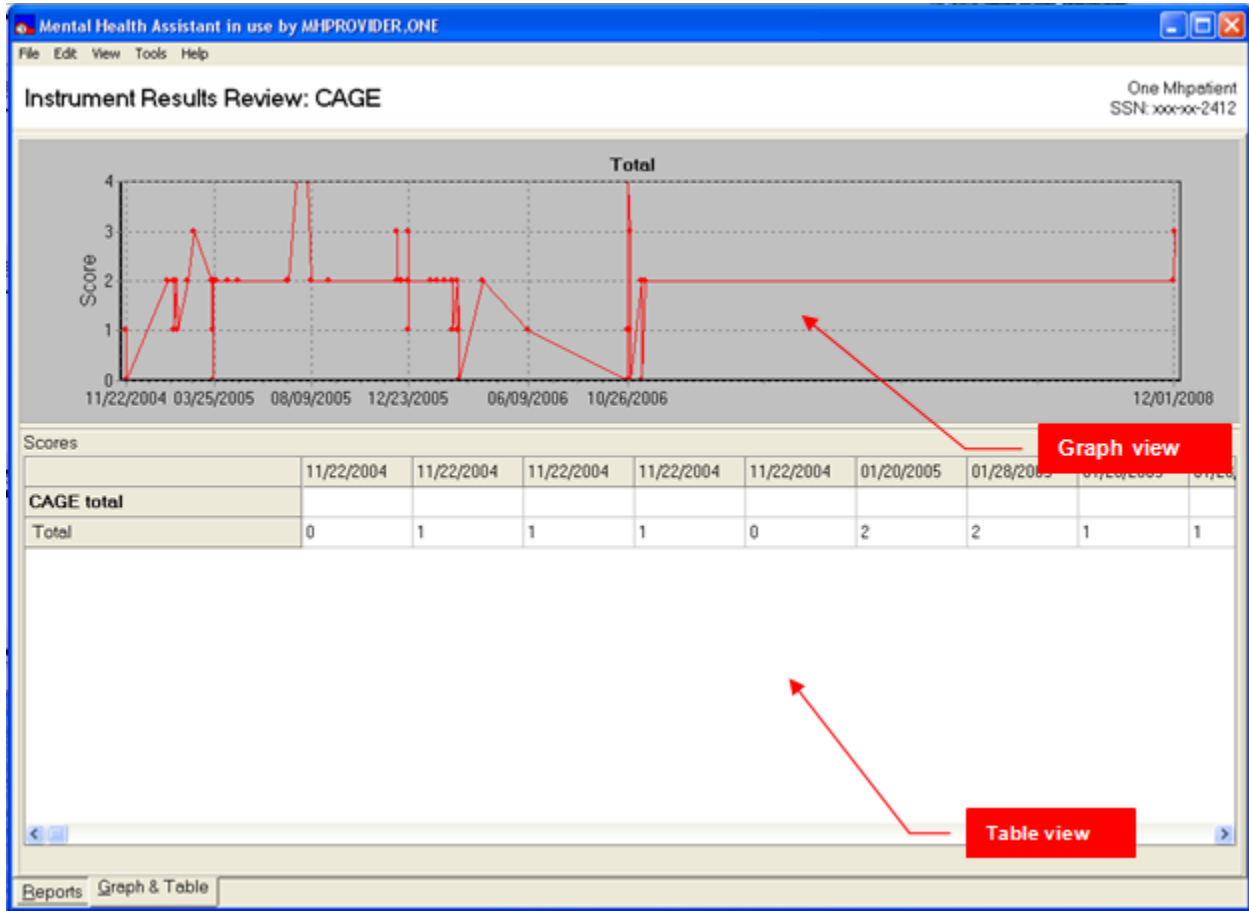 Mental Health Assistant in use by MHPROVIDER,ONE
File Edit View Tools Help
Instrument Results Review: CAGE
One Mhpatient
SSN: xxx-xx-2412
Total
4
3
2
1
0
Score
11/22/2004 03/25/2005 08/09/2005 12/23/2005 06/09/2006 10/26/2006 12/01/2008
Graph view
Scores
11/22/2004 11/22/2004 11/22/2004 11/22/2004 11/22/2004 01/20/2005 01/28/2005
CAGE total
Total 0 1 1 1 0 2 2 1 1
Table view
Reports Graph & Table